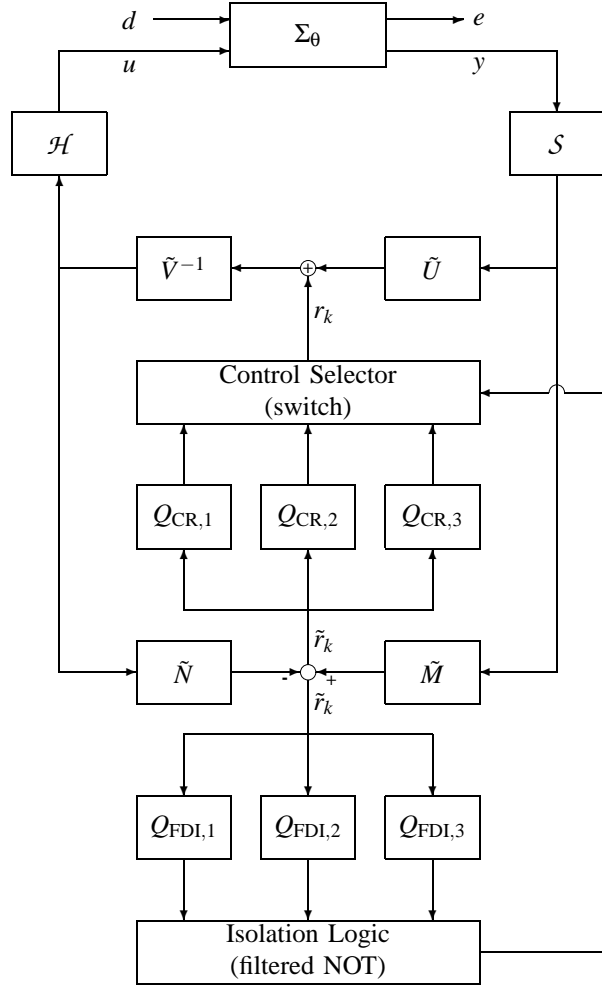 d
Σθ
e
u
y
ℋ
𝒮
Ṽ⁻¹
+
Ũ
r_k
Control Selector
(switch)
Q_CR,1
Q_CR,2
Q_CR,3
r̃_k
Ñ
-
+
M̃
r̃_k
Q_FDI,1
Q_FDI,2
Q_FDI,3
Isolation Logic
(filtered NOT)